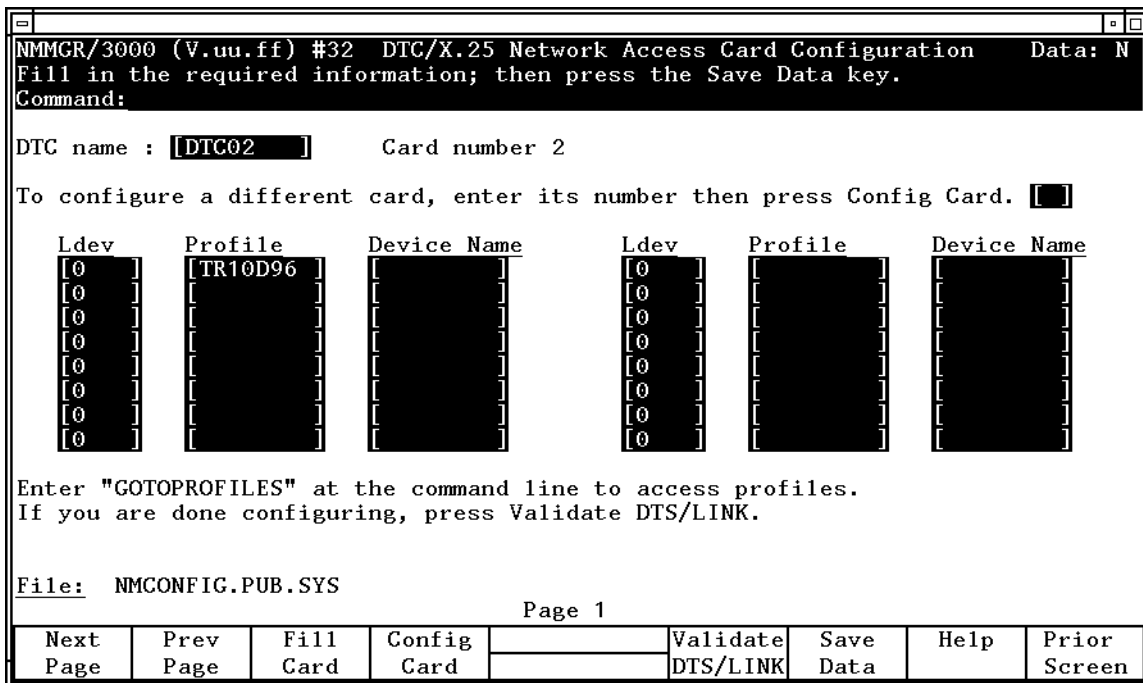 NMMGR/3000 (V.uu.ff) #32  DTC/X.25 Network Access Card Configuration    Data: N
Fill in the required information; then press the Save Data key.
Command:
DTC name : [DTC02   ]     Card number 2
To configure a different card, enter its number then press Config Card. [ ]
Ldev     Profile      Device Name       Ldev     Profile      Device Name
[0   ]   [TR10D96 ]   [        ]        [0   ]   [        ]   [        ]
[0   ]   [        ]   [        ]        [0   ]   [        ]   [        ]
[0   ]   [        ]   [        ]        [0   ]   [        ]   [        ]
[0   ]   [        ]   [        ]        [0   ]   [        ]   [        ]
[0   ]   [        ]   [        ]        [0   ]   [        ]   [        ]
[0   ]   [        ]   [        ]        [0   ]   [        ]   [        ]
[0   ]   [        ]   [        ]        [0   ]   [        ]   [        ]
[0   ]   [        ]   [        ]        [0   ]   [        ]   [        ]
Enter "GOTOPROFILES" at the command line to access profiles.
If you are done configuring, press Validate DTS/LINK.
File:  NMCONFIG.PUB.SYS
Page 1
Next     Prev     Fill     Config     Validate     Save     Help     Prior
Page     Page     Card     Card     DTS/LINK     Data     Screen